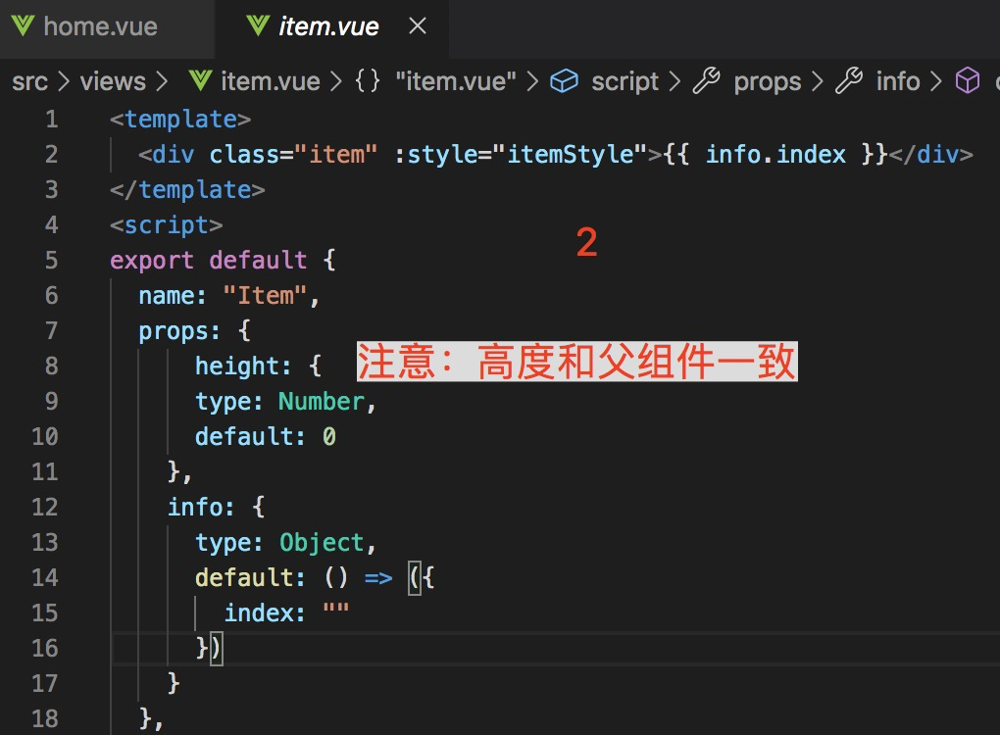 home.vue item.vue ×
src > views > item.vue > {} "item.vue" > script > props > info >
1 <template>
2 <div class="item" :style="itemStyle">{{ info.index }}</div>
3 </template>
4 <script>
2
5 export default {
6 name: "Item",
7 props: {
8 height: { 注意：高度和父组件一致
9 type: Number,
10 default: 0
11 },
12 info: {
13 type: Object,
14 default: () => ({
15 index: ""
16 })
17 }
18 },